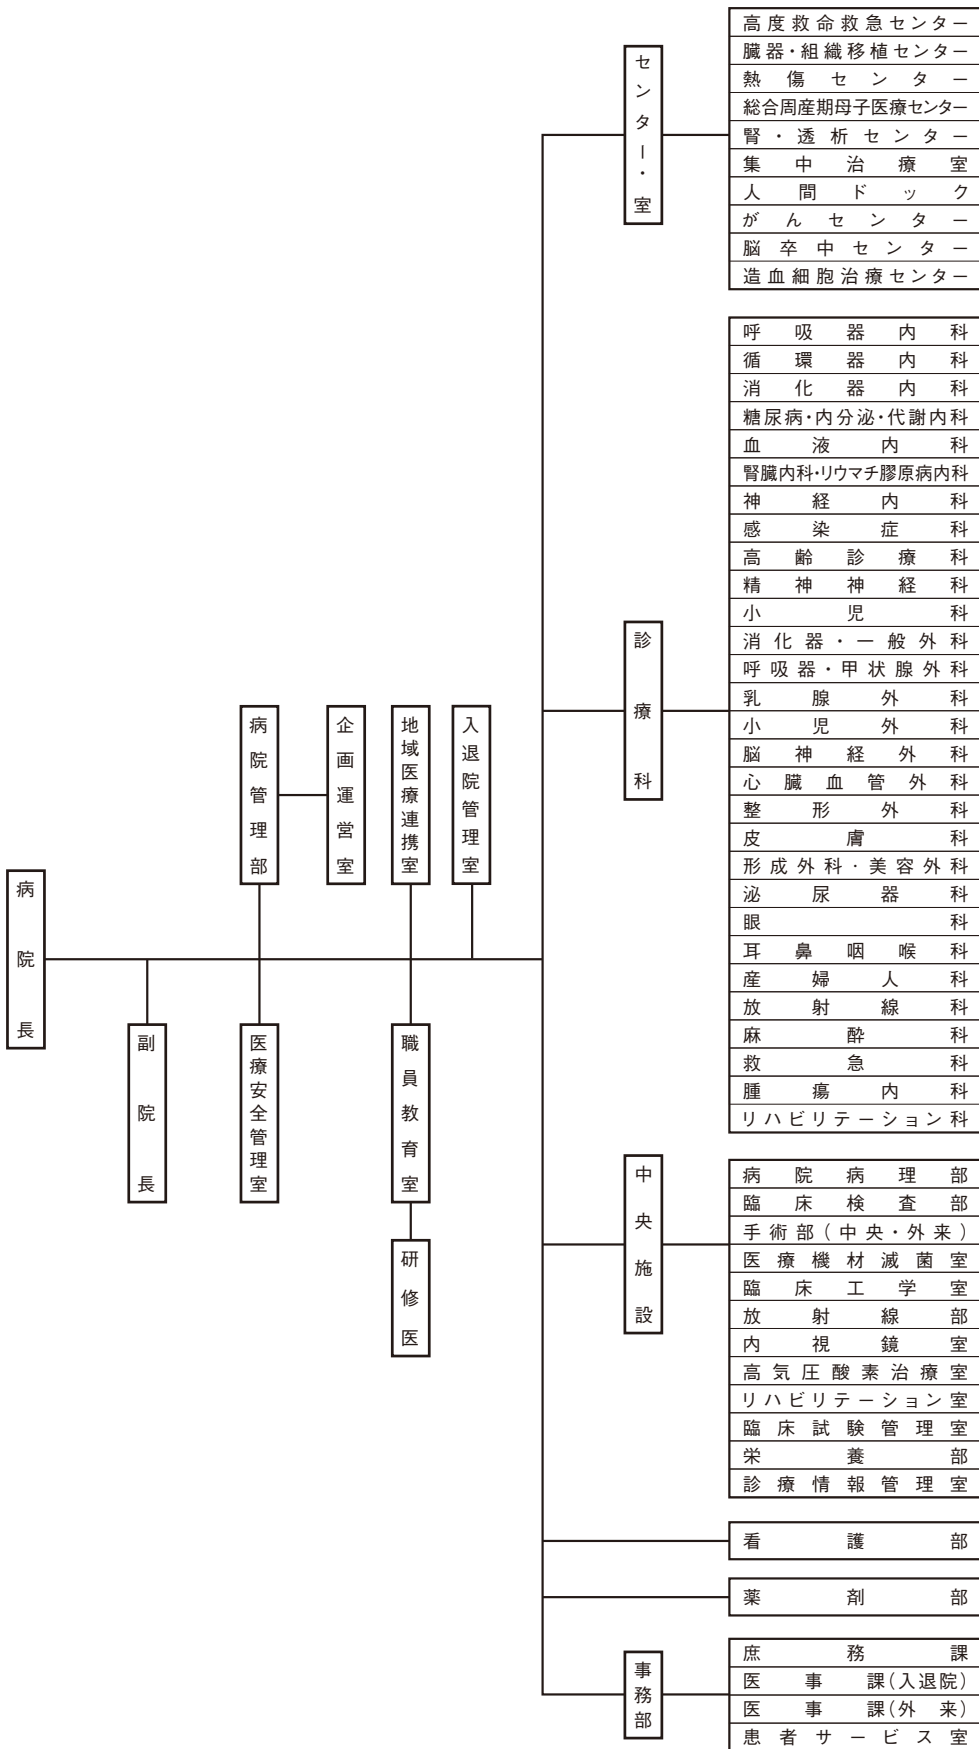 病院長
副院長
病院管理部
企画運営室
医療安全管理室
地域医療連携室
職員教育室
研修医
入退院管理室
センター・室
高度救命救急センター
臓器・組織移植センター
熱傷センター
総合周産期母子医療センター
腎・透析センター
集中治療室
人間ドック
がんセンター
脳卒中センター
造血細胞治療センター
診療科
呼吸器内科
循環器内科
消化器内科
糖尿病・内分泌・代謝内科
血液内科
腎臓内科・リウマチ膠原病内科
神経内科
感染症科
高齢診療科
精神神経科
小児科
消化器・一般外科
呼吸器・甲状腺外科
乳腺外科
小児外科
脳神経外科
心臓血管外科
整形外科
皮膚科
形成外科・美容外科
泌尿器科
眼科
耳鼻咽喉科
産婦人科
放射線科
麻酔科
救急科
腫瘍内科
リハビリテーション科
中央施設
病院病理部
臨床検査部
手術部(中央・外来)
医療機材滅菌室
臨床工学室
放射線部
内視鏡室
高気圧酸素治療室
リハビリテーション室
臨床試験管理室
栄養部
診療情報管理室
看護部
薬剤部
事務部
庶務課
医事課(入退院)
医事課(外来)
患者サービス室